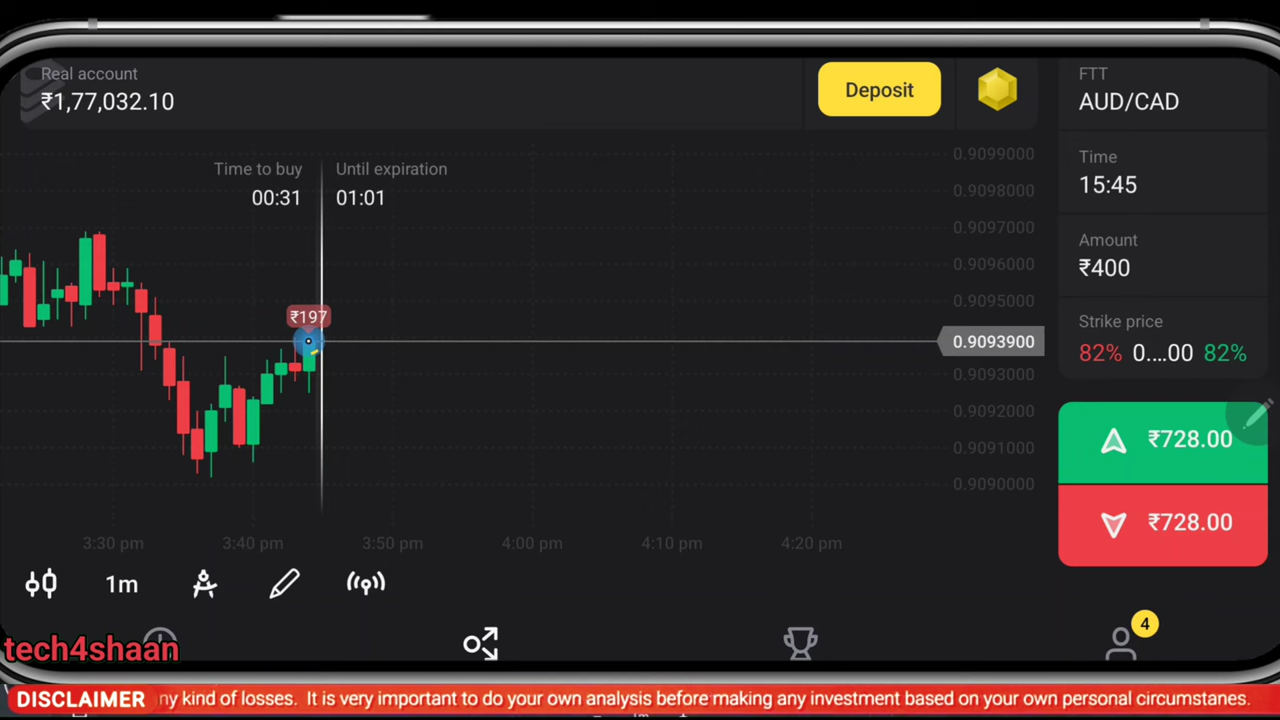 Real account
₹1,77,032.10
Deposit
FTT
AUD/CAD
Time to buy
00:31
Until expiration
01:01
Time
15:45
Amount
₹400
Strike price
82% 0....00 82%
0.9099000
0.9098000
0.9097000
0.9096000
0.9095000
₹197
0.9093900
0.9093000
0.9092000
0.9091000
0.9090000
₹728.00
₹728.00
3:30 pm
3:40 pm
3:50 pm
4:00 pm
4:10 pm
4:20 pm
1m
4
tech4shaan
DISCLAIMER ny kind of losses. It is very important to do your own analysis before making any investment based on your own personal circumstanes.